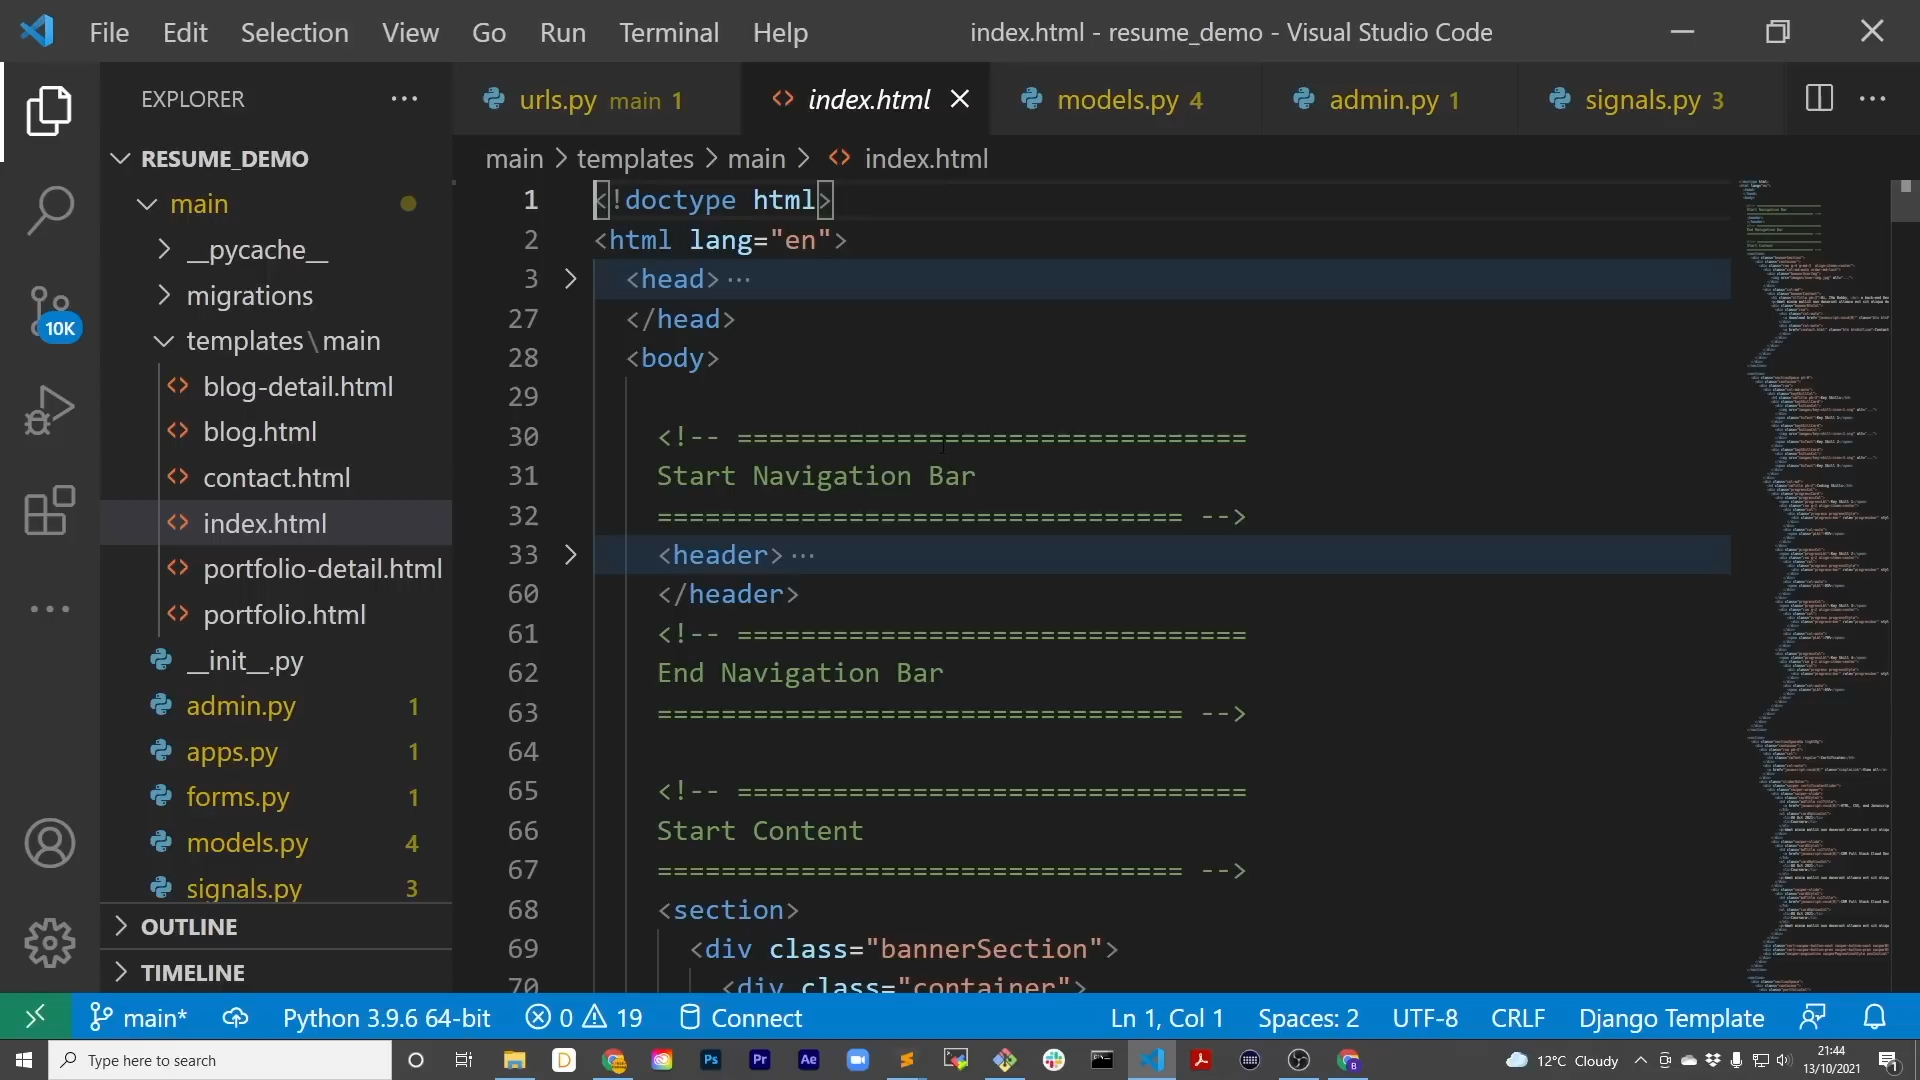 File Edit Selection View Go Run Terminal Help index.html - resume_demo - Visual Studio Code
EXPLORER
urls.py main 1
index.html
models.py 4
admin.py 1
signals.py 3
main > templates > main > index.html
RESUME_DEMO
main
__pycache__
migrations
templates\main
blog-detail.html
blog.html
contact.html
index.html
portfolio-detail.html
portfolio.html
__init__.py
admin.py 1
apps.py 1
forms.py 1
models.py 4
signals.py 3
OUTLINE
TIMELINE
10K
1 <!doctype html>
2 <html lang="en">
3 <head>···
27 </head>
28 <body>
29
30 <!-- ================================
31 Start Navigation Bar
32 ================================= -->
33 <header>···
60 </header>
61 <!-- ================================
62 End Navigation Bar
63 ================================= -->
64
65 <!-- ================================
66 Start Content
67 ================================= -->
68 <section>
69 <div class="bannerSection">
70 <div class="container">
main* Python 3.9.6 64-bit 0 19 Connect Ln 1, Col 1 Spaces: 2 UTF-8 CRLF Django Template
Type here to search
D
Ps
Pr
Ae
12°C Cloudy
21:44
13/10/2021
1